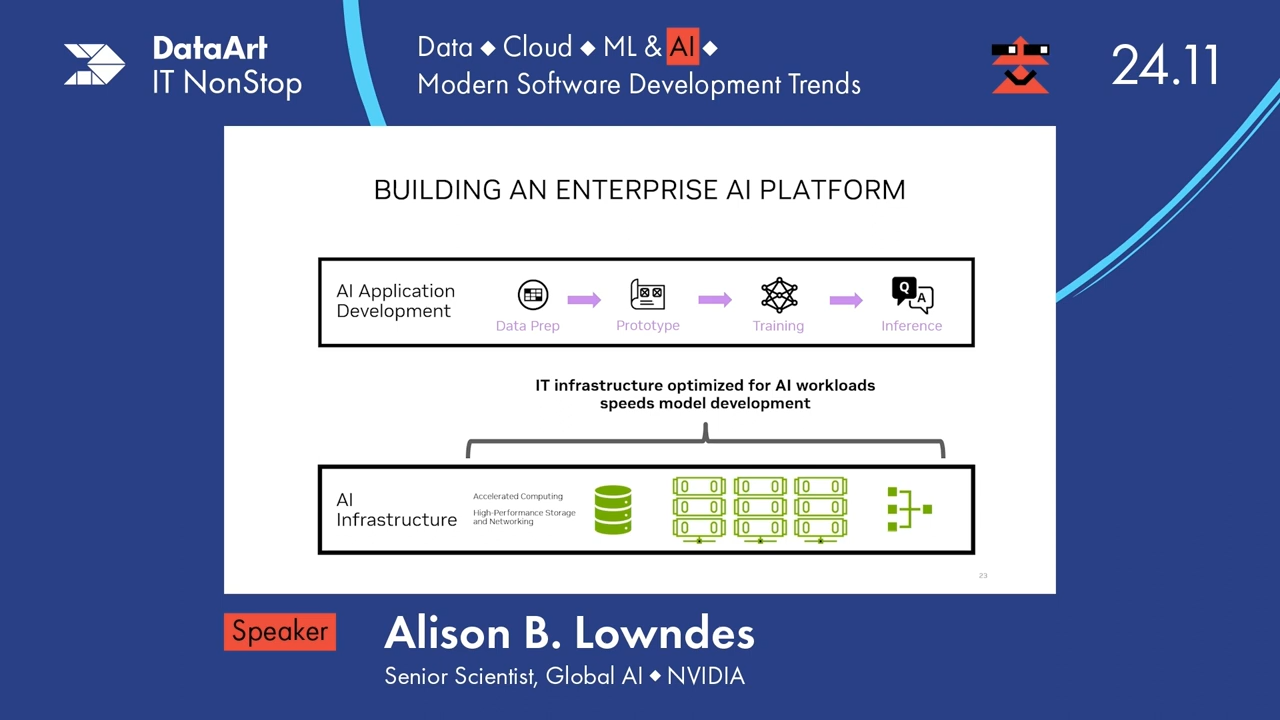 DataArt
IT NonStop
Data ◆ Cloud ◆ ML & AI ◆
Modern Software Development Trends
24.11
BUILDING AN ENTERPRISE AI PLATFORM
AI Application
Development
Data Prep
Prototype
Training
Q
A
Inference
IT infrastructure optimized for AI workloads
speeds model development
AI
Infrastructure
Accelerated Computing
High-Performance Storage
and Networking
23
Speaker
Alison B. Lowndes
Senior Scientist, Global AI ◆ NVIDIA